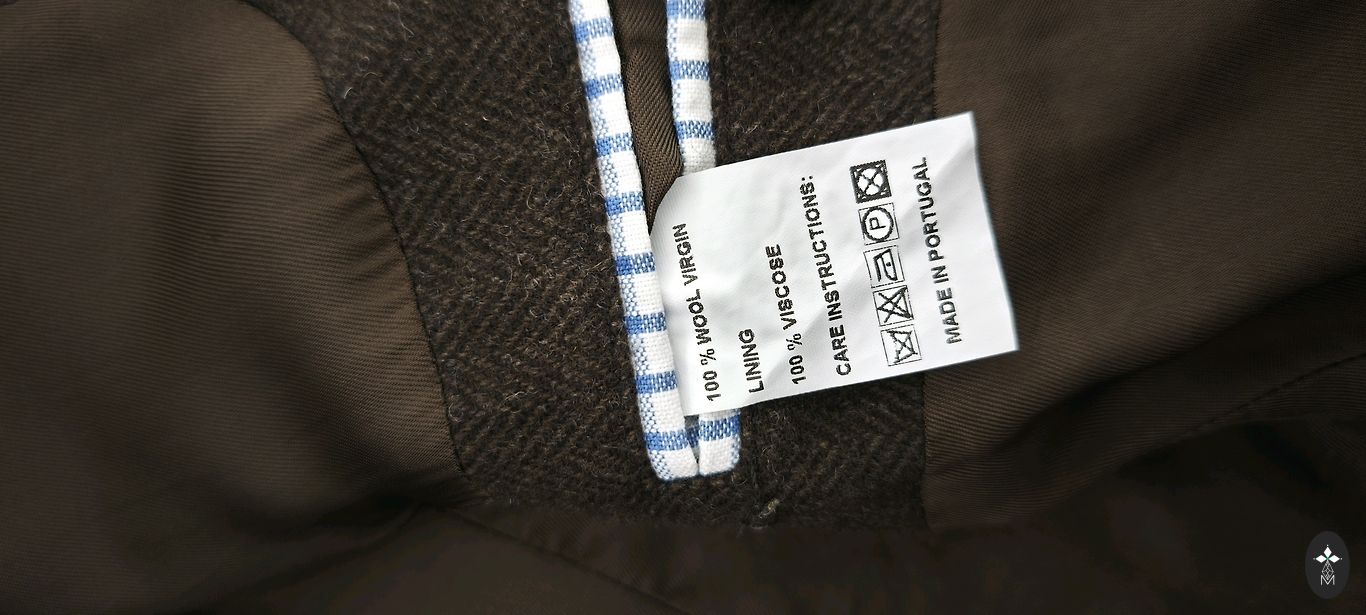 100 % WOOL VIRGIN
LINING
100 % VISCOSE
CARE INSTRUCTIONS:
P
MADE IN PORTUGAL
M